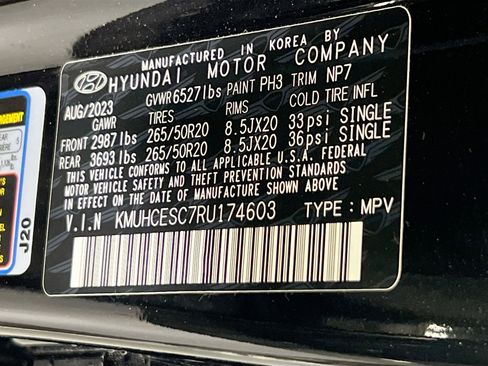 MANUFACTURED IN KOREA BY
HYUNDAI MOTOR COMPANY
AUG/2023 GVWR 6527lbs PAINT PH3 TRIM NP7
GAWR TIRES RIMS COLD TIRE INFL
FRONT 2987lbs 265/50R20 8.5JX20 33psi SINGLE
REAR 3693lbs 265/50R20 8.5JX20 36psi SINGLE
THIS VEHICLE CONFORMS TO ALL APPLICABLE U.S.A. FEDERAL
MOTOR VEHICLE SAFETY AND THEFT PREVENTION STANDARDS
IN EFFECT ON THE DATE OF MANUFACTURE SHOWN ABOVE
V.I.N KMUHCESC7RU174603 TYPE : MPV
J20